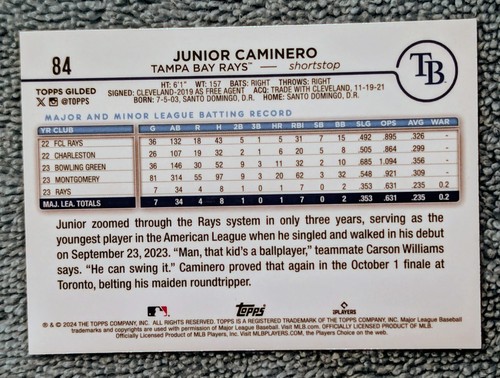 84
JUNIOR CAMINERO
TAMPA BAY RAYS™ — shortstop
TB
TOPPS GILDED
@TOPPS
HT: 6'1" WT: 157 BATS: RIGHT THROWS: RIGHT
SIGNED: CLEVELAND-2019 AS FREE AGENT ACQ: TRADE WITH CLEVELAND, 11-19-21
BORN: 7-5-03, SANTO DOMINGO, D.R. HOME: SANTO DOMINGO, D.R.
MAJOR AND MINOR LEAGUE BATTING RECORD
YR CLUB G AB R H 2B 3B HR RBI SB BB SLG OPS AVG WAR
22 FCL RAYS 36 132 18 43 5 1 5 31 7 15 .492 .895 .326 —
22 CHARLESTON 26 107 19 32 2 1 6 20 5 8 .505 .864 .299 —
23 BLOWING GREEN 36 146 30 52 9 3 11 32 2 10 .685 1.094 .356 —
23 MONTGOMERY 81 314 55 97 9 3 20 62 3 32 .548 .921 .309 —
23 RAYS 7 34 4 8 1 0 1 7 0 2 .353 .631 .235 0.2
MAJ. LEA. TOTALS 7 34 4 8 1 0 1 7 0 2 .353 .631 .235 0.2
Junior zoomed through the Rays system in only three years, serving as the
youngest player in the American League when he singled and walked in his debut
on September 23, 2023. “Man, that kid’s a ballplayer,” teammate Carson Williams
says. “He can swing it.” Caminero proved that again in the October 1 finale at
Toronto, belting his maiden roundtripper.
Topps
PLAYERS
® & © 2024 THE TOPPS COMPANY, INC. ALL RIGHTS RESERVED. TOPPS IS A REGISTERED TRADEMARK OF THE TOPPS COMPANY, INC. Major League Baseball trademarks and
copyrights are used with permission of Major League Baseball. Visit MLB.com. OFFICIALLY LICENSED PRODUCT OF MLB
Officially Licensed Product of MLB Players, Inc. Visit MLBPLAYERS.com, the Players Choice on the web.